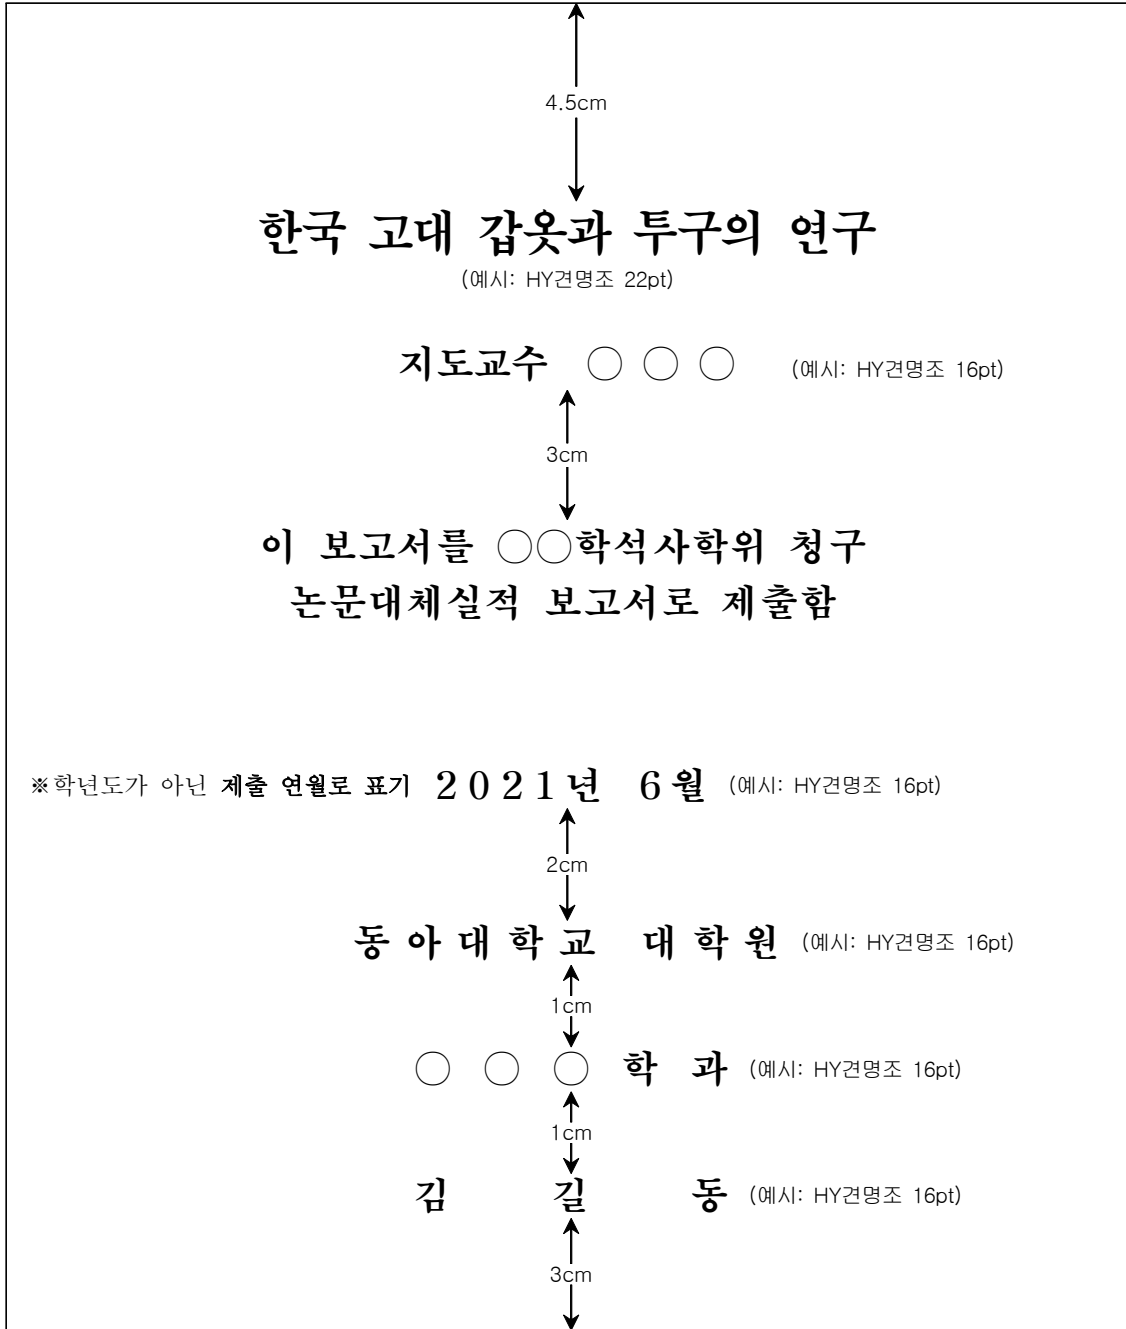 4.5cm
한국 고대 갑옷과 투구의 연구
(예시: HY견명조 22pt)
지도교수 ○ ○ ○ (예시: HY견명조 16pt)
3cm
이 보고서를 ○○학석사학위 청구
논문대체실적 보고서로 제출함
※학년도가 아닌 제출 연월로 표기 2021년 6월 (예시: HY견명조 16pt)
2cm
동아대학교 대학원 (예시: HY견명조 16pt)
1cm
○ ○ ○ 학 과 (예시: HY견명조 16pt)
1cm
김 길 동 (예시: HY견명조 16pt)
3cm